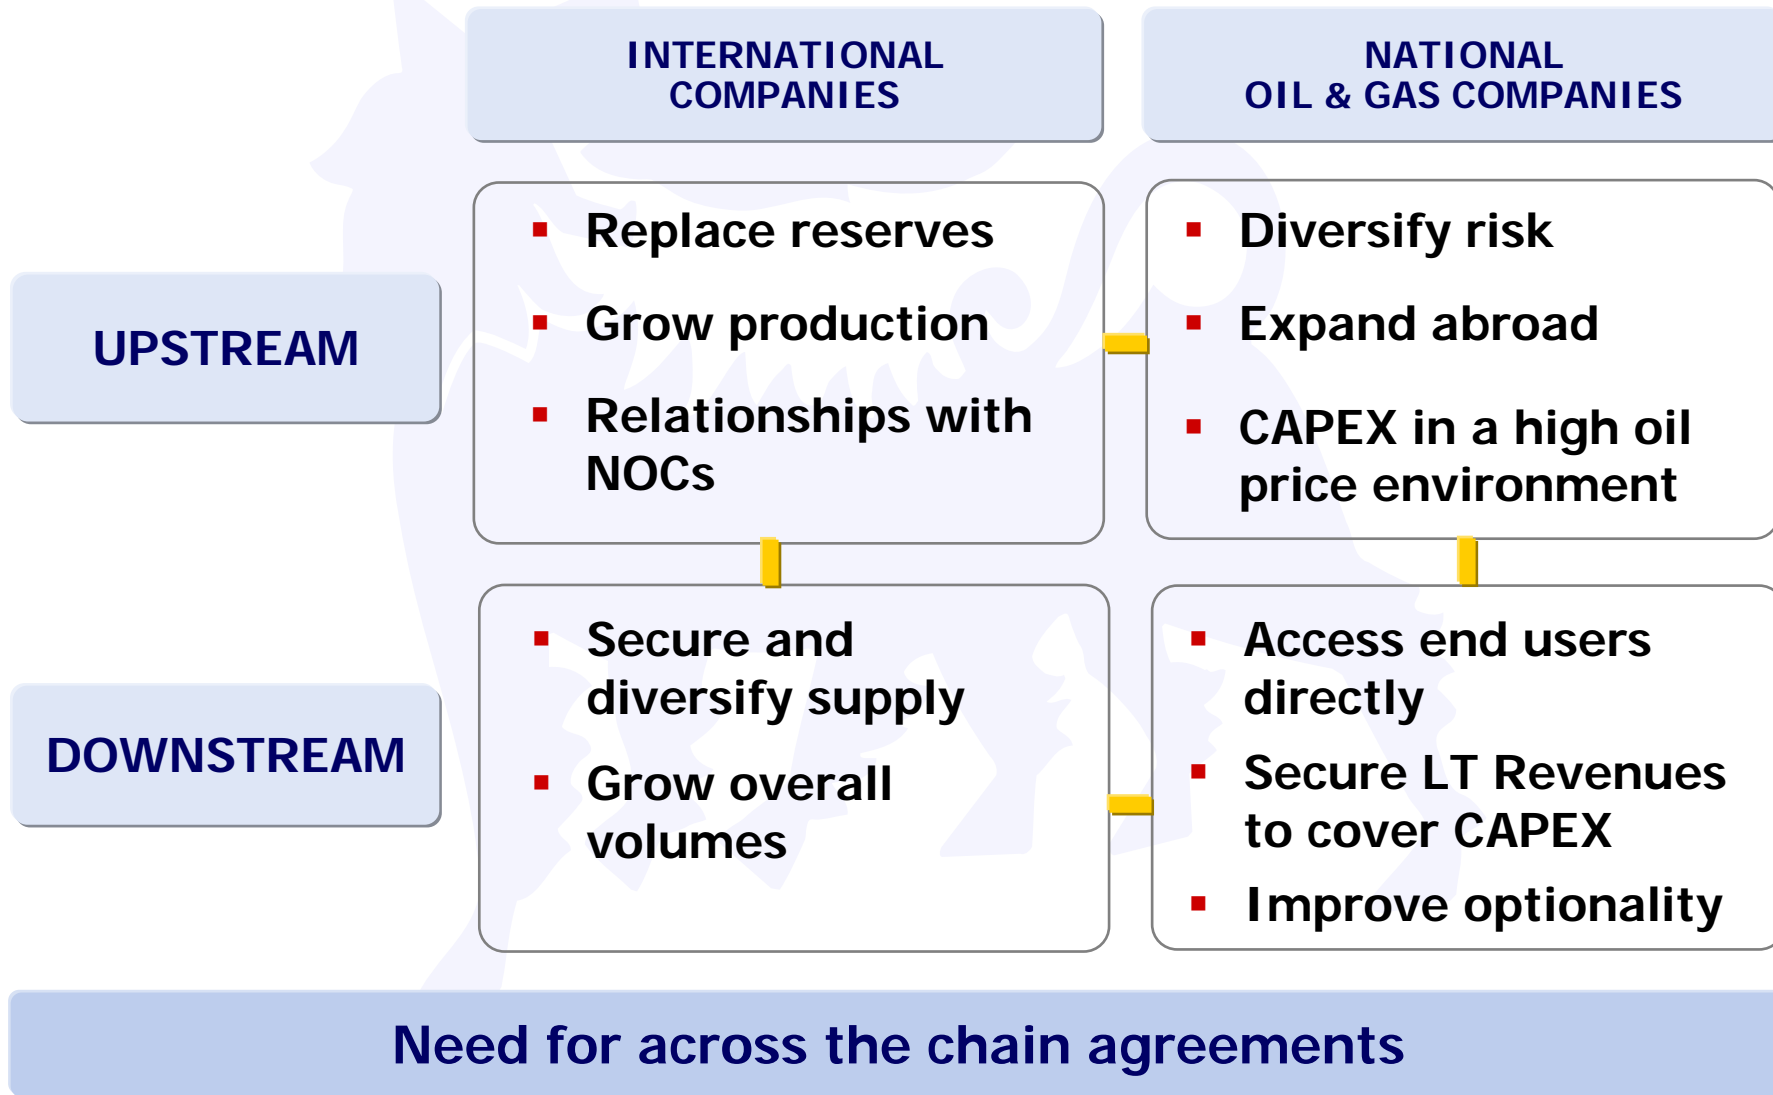 INTERNATIONAL
COMPANIES
NATIONAL
OIL & GAS COMPANIES
UPSTREAM
▪ Replace reserves
▪ Grow production
▪ Relationships with
NOCs
▪ Diversify risk
▪ Expand abroad
▪ CAPEX in a high oil
price environment
DOWNSTREAM
▪ Secure and
diversify supply
▪ Grow overall
volumes
▪ Access end users
directly
▪ Secure LT Revenues
to cover CAPEX
▪ Improve optionality
Need for across the chain agreements